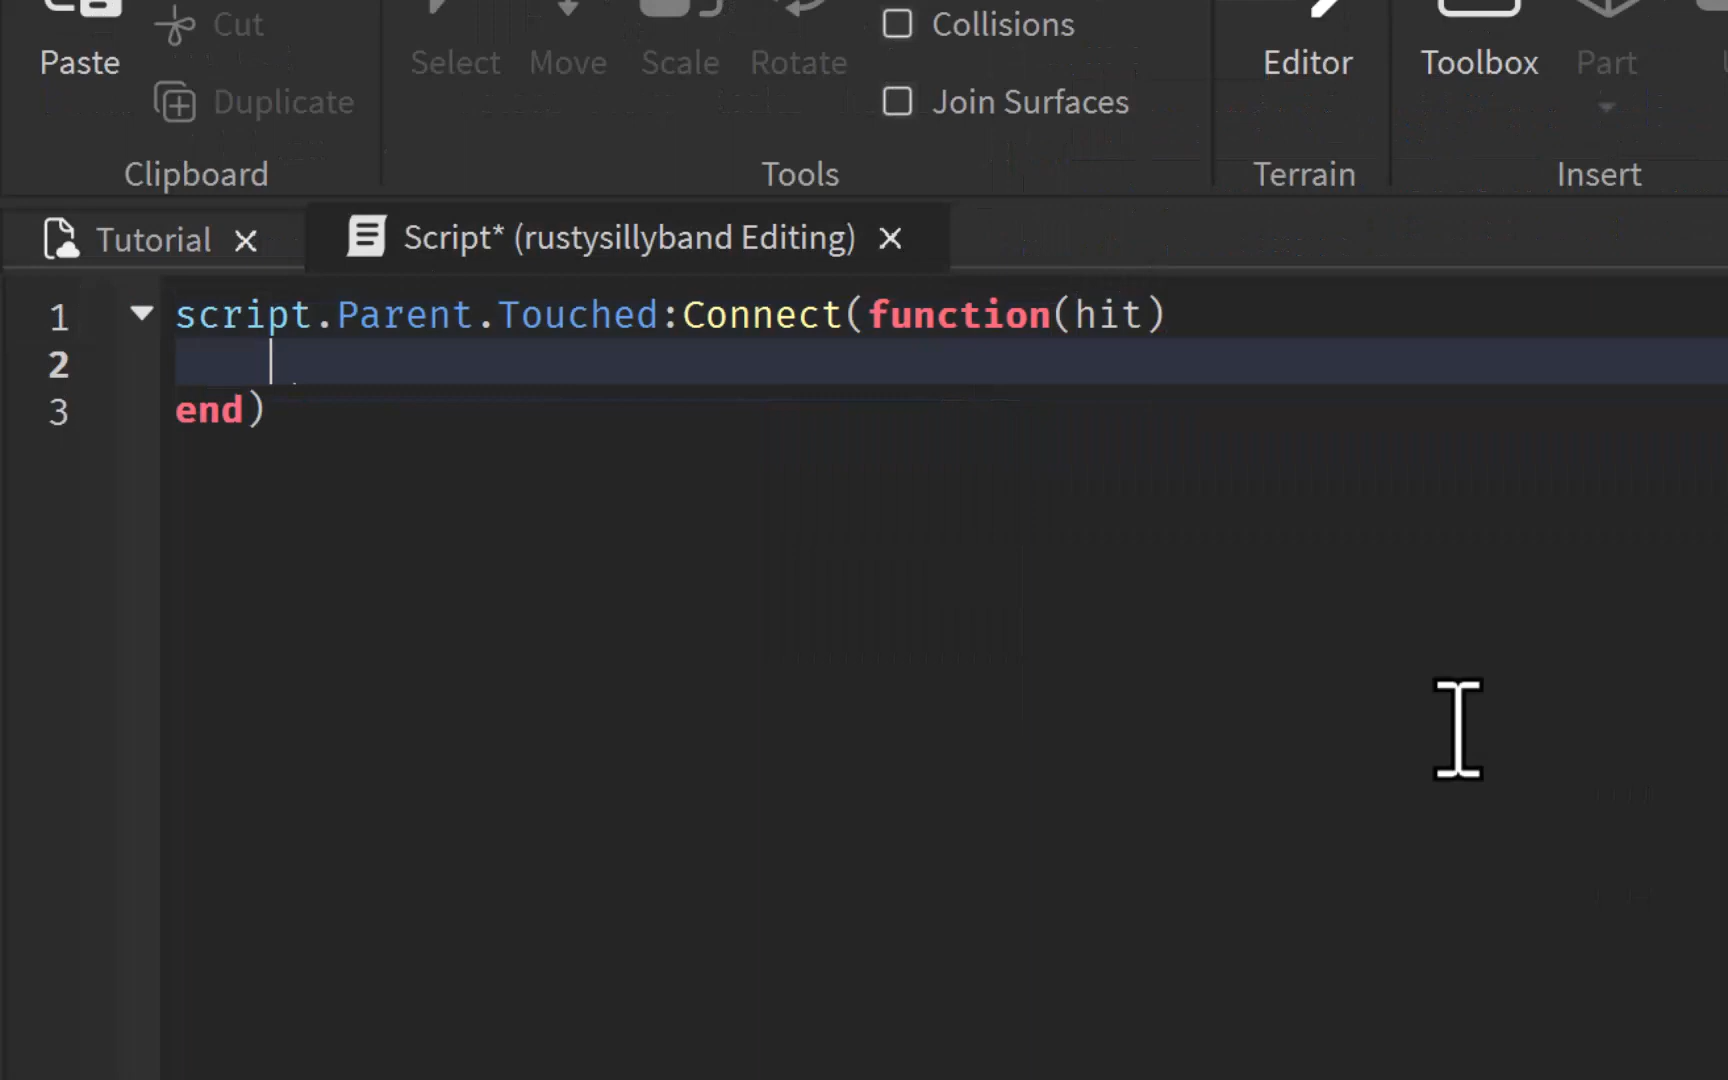 Paste
Cut
Duplicate
Clipboard
Select Move Scale Rotate
Collisions
Join Surfaces
Tools
Editor
Terrain
Toolbox Part
Insert
Tutorial
Script* (rustysillyband Editing)
1 script.Parent.Touched:Connect(function(hit)
2
3 end)